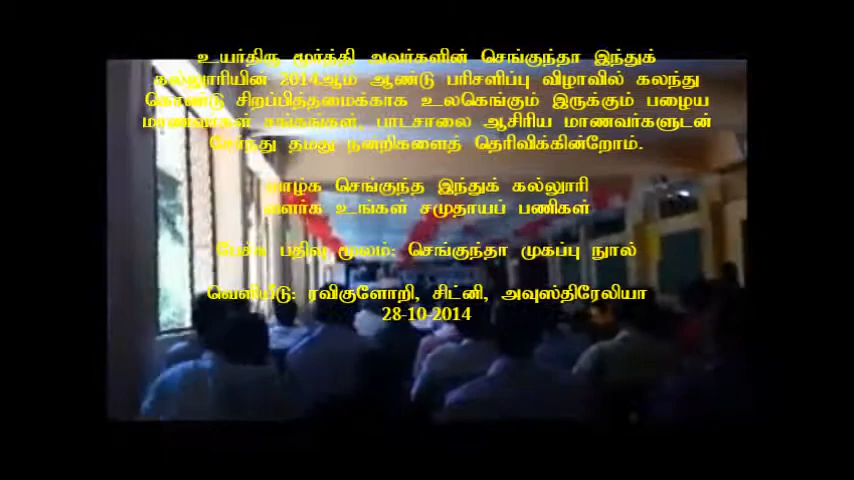 உயர்திரு மூர்த்தி அவர்களின் செங்குந்தா இந்துக்
கல்லூரியின் 2014ஆம் ஆண்டு பரிசளிப்பு விழாவில் கலந்து
கொண்டு சிறப்பித்தமைக்காக உலகெங்கும் இருக்கும் பழைய
மாணவர்கள் சங்கங்கள், பாடசாலை ஆசிரிய மாணவர்களுடன்
சேர்ந்து தமது நன்றிகளைத் தெரிவிக்கின்றோம்.
வாழ்க செங்குந்த இந்துக் கல்லூரி
வளர்க உங்கள் சமுதாயப் பணிகள்
பேச்சு பதிவு மூலம்: செங்குந்தா முகப்பு நூல்
வெளியீடு: ரவிகுளோறி, சிட்னி, அவுஸ்திரேலியா
28-10-2014